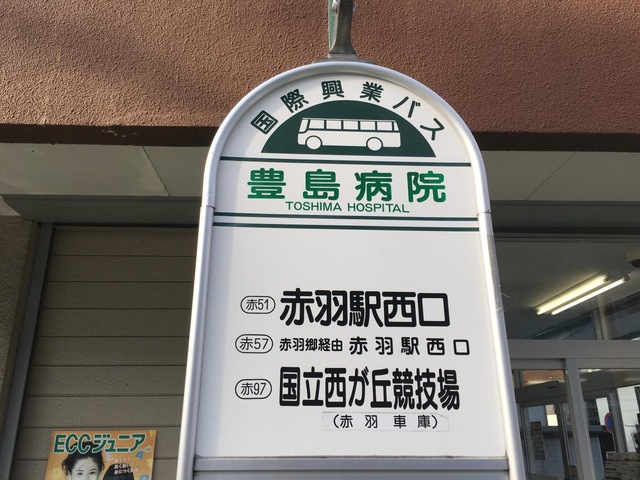 国際興業バス
豊島病院
TOSHIMA HOSPITAL
赤51 赤羽駅西口
赤57 赤羽郷経由 赤羽駅西口
赤97 国立西が丘競技場
(赤羽車庫)
ECCジュニア